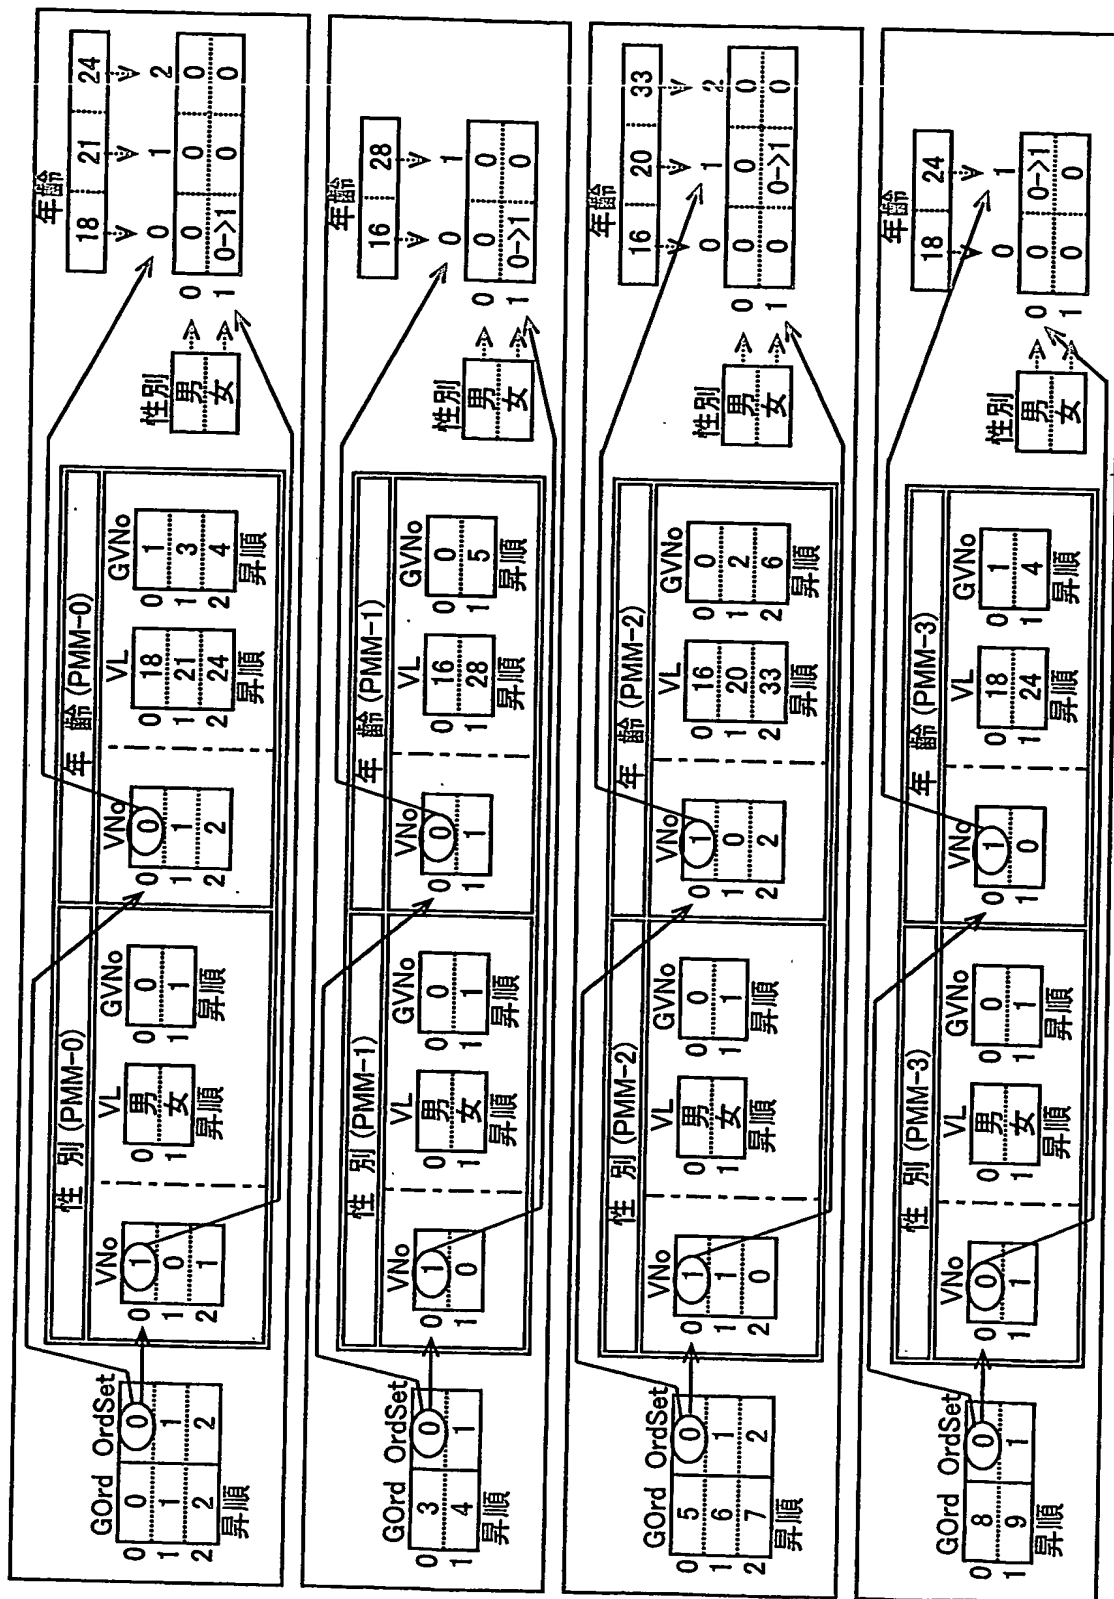 GOrd OrdSet
0 0 0
1 1 1
2 2 2
昇順
性 別(PMM-0)
VNo VL GVNo
0 1 0 男 0 0
1 0 1 女 1 1
2 1 昇順 昇順
年 齢(PMM-0)
VNo VL GVNo
0 0 0 18 0 1
1 1 1 21 1 3
2 2 2 24 2 4
昇順 昇順
年齢
18 21 24
0 1 2
性別
男 0 0 0 0
女 1 0->1 0 0
GOrd OrdSet
0 3 0
1 4 1
昇順
性 別(PMM-1)
VNo VL GVNo
0 1 0 男 0 0
1 0 1 女 1 1
昇順 昇順
年 齢(PMM-1)
VNo VL GVNo
0 0 0 16 0 0
1 1 1 28 1 5
昇順 昇順
年齢
16 28
0 1
性別
男 0 0 0
女 1 0->1 0
GOrd OrdSet
0 5 0
1 6 1
2 7 2
昇順
性 別(PMM-2)
VNo VL GVNo
0 1 0 男 0 0
1 1 1 女 1 1
2 0 昇順 昇順
年 齢(PMM-2)
VNo VL GVNo
0 1 0 16 0 0
1 0 1 20 1 2
2 2 2 33 2 6
昇順 昇順
年齢
16 20 33
0 1 2
性別
男 0 0 0 0
女 1 0 0->1 0
GOrd OrdSet
0 8 0
1 9 1
昇順
性 別(PMM-3)
VNo VL GVNo
0 0 0 男 0 0
1 1 1 女 1 1
昇順 昇順
年 齢(PMM-3)
VNo VL GVNo
0 1 0 18 0 1
1 0 1 24 1 4
昇順 昇順
年齢
18 24
0 1
性別
男 0 0 0->1
女 1 0 0